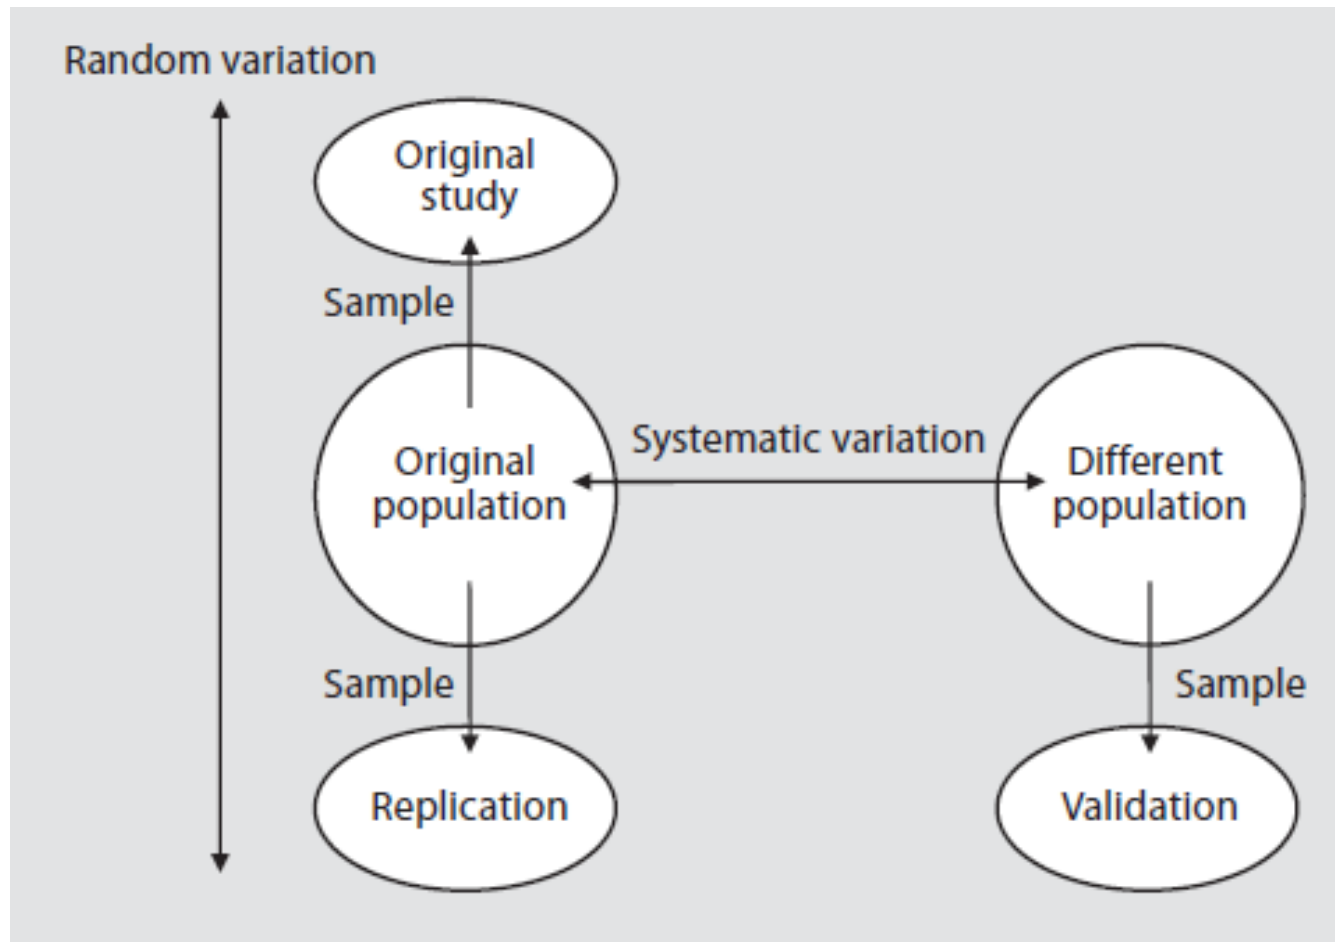 Random variation
Original
study
Sample
Systematic variation
Original
population
Different
population
Sample
Sample
Replication
Validation